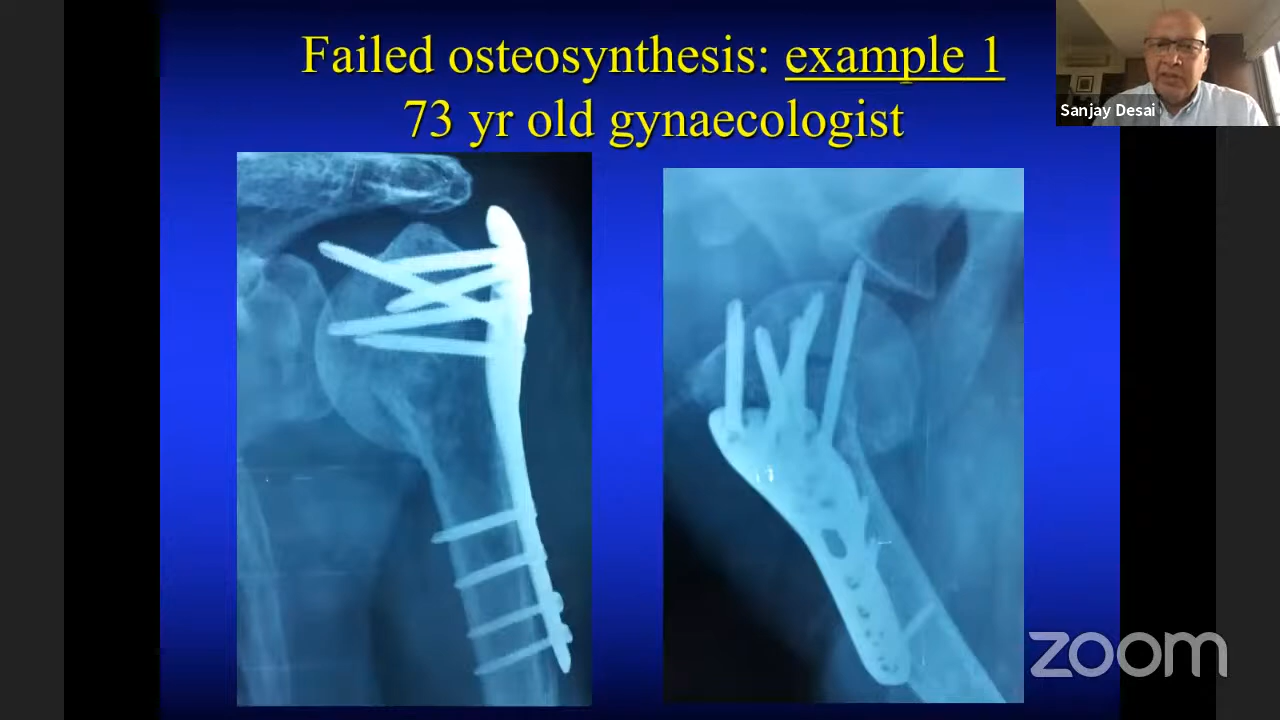 Failed osteosynthesis: example 1
73 yr old gynaecologist
Sanjay Desai
zoom